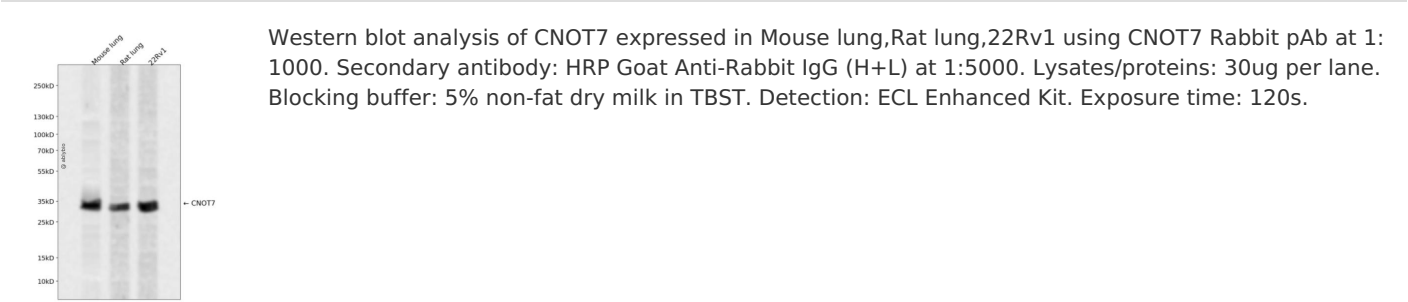 Mouse lung
Rat lung
22Rv1
250kD
130kD
100kD
70kD
55kD
35kD
25kD
15kD
10kD
← CNOT7
Western blot analysis of CNOT7 expressed in Mouse lung,Rat lung,22Rv1 using CNOT7 Rabbit pAb at 1:
1000. Secondary antibody: HRP Goat Anti-Rabbit IgG (H+L) at 1:5000. Lysates/proteins: 30ug per lane.
Blocking buffer: 5% non-fat dry milk in TBST. Detection: ECL Enhanced Kit. Exposure time: 120s.